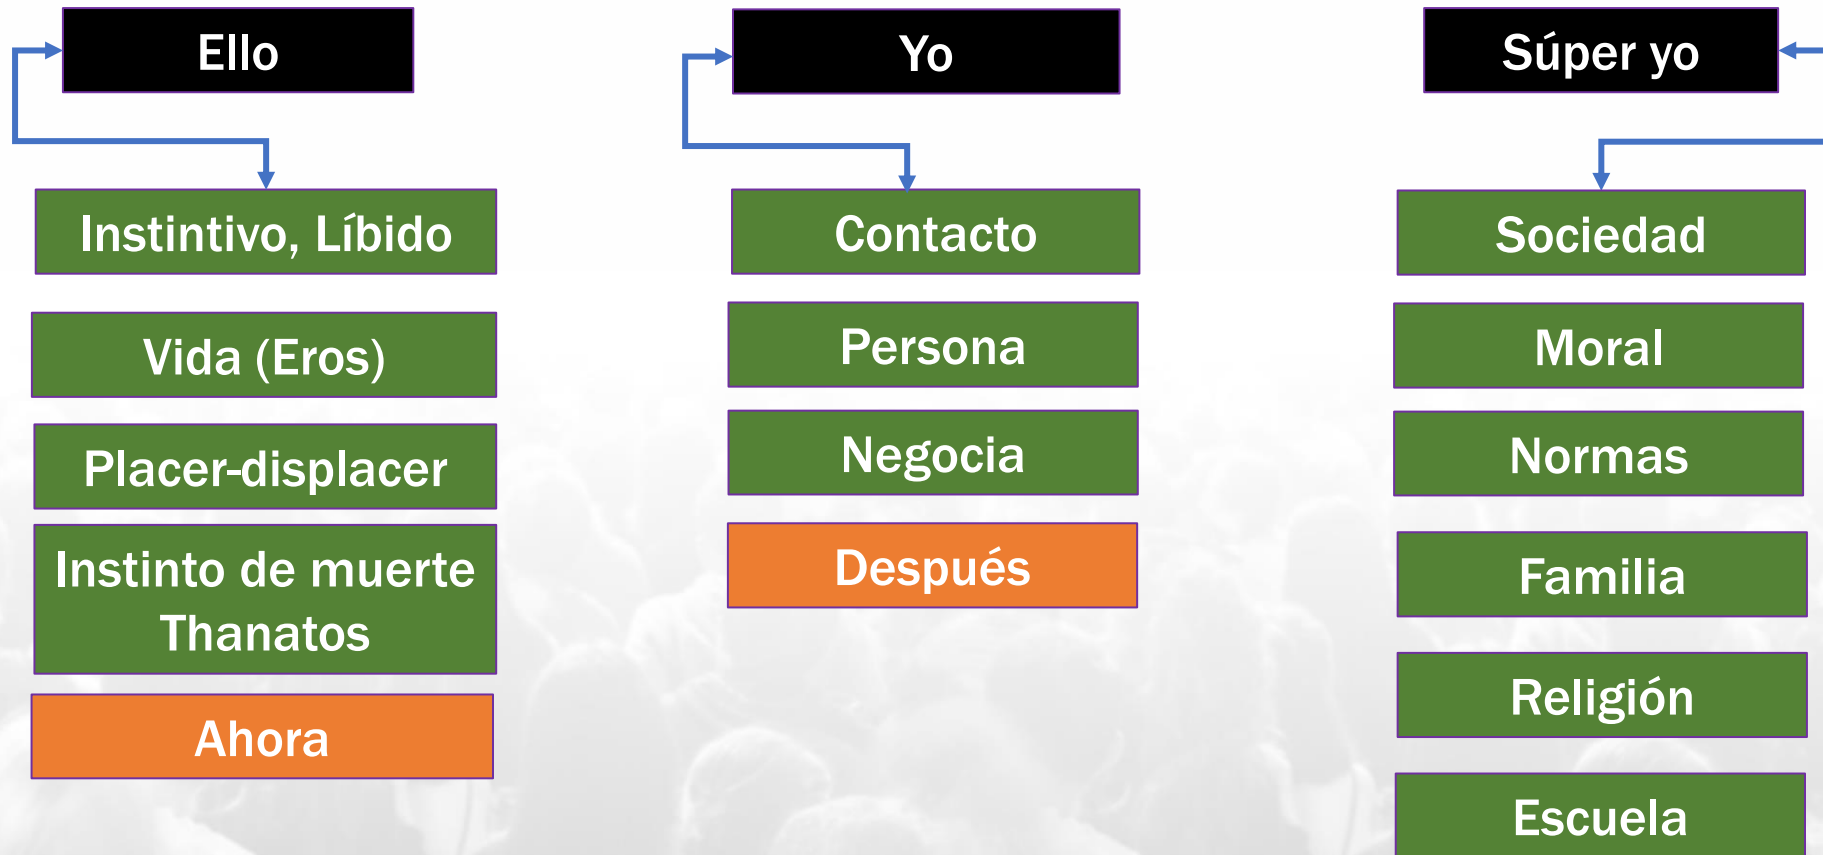 Ello
Instintivo, Líbido
Vida (Eros)
Placer-displacer
Instinto de muerte
Thanatos
Ahora
Yo
Contacto
Persona
Negocia
Después
Súper yo
Sociedad
Moral
Normas
Familia
Religión
Escuela